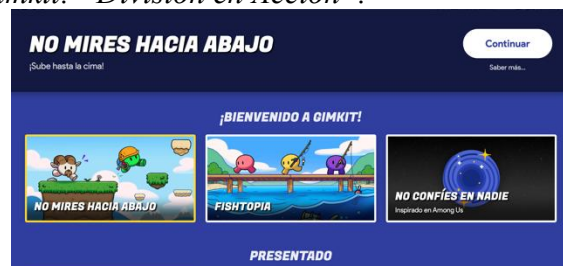 imkit: "División en Acción".
NO MIRES HACIA ABAJO
¡Sube hasta la cima!
Continuar
Saber más...
¡BIENVENIDO A GIMKIT!
NO MIRES HACIA ABAJO
FISHTOPIA
NO CONFÍES EN NADIE
Inspirado en Among Us
PRESENTADO